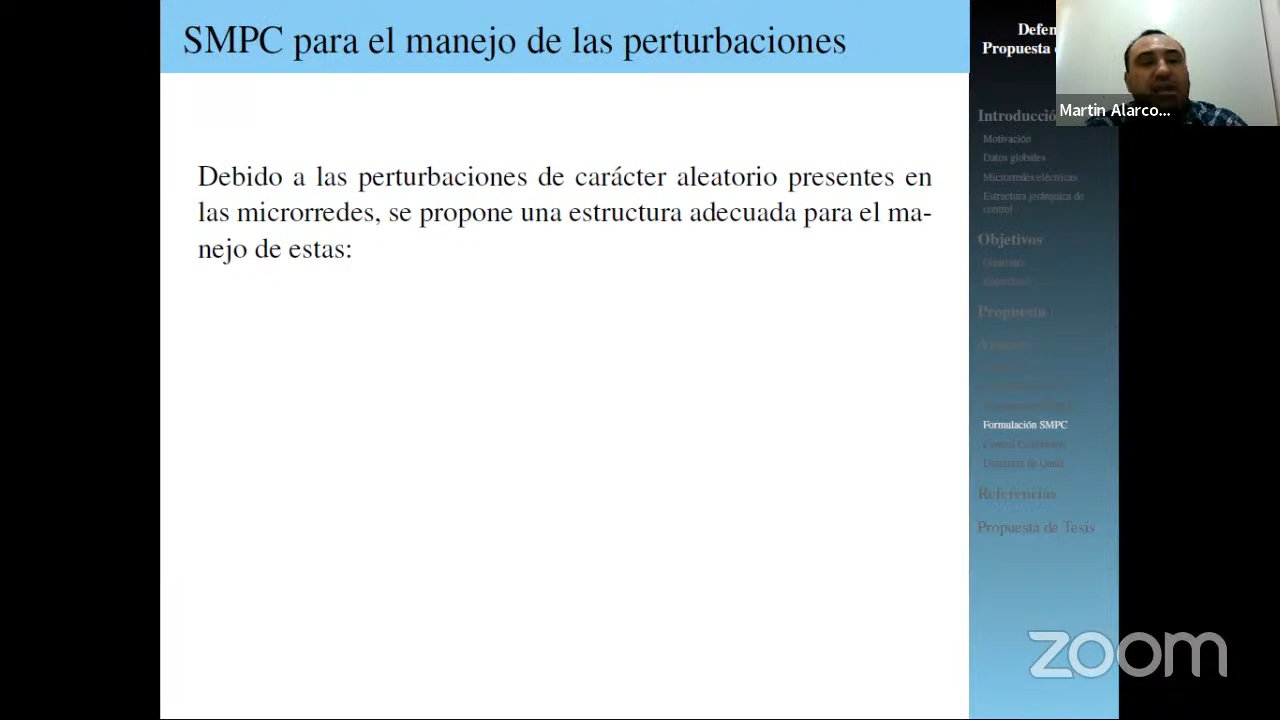 SMPC para el manejo de las perturbaciones
Debido a las perturbaciones de carácter aleatorio presentes en
las microrredes, se propone una estructura adecuada para el ma-
nejo de estas:
Defen
Propuesta
Martin Alarco...
Introducció
Motivación
Datos globales
Microrredes eléctricas
Estructura jerárquica de
control
Objetivos
Propuesta
Formulación SMPC
Referencias
Propuesta de Tesis
zoom